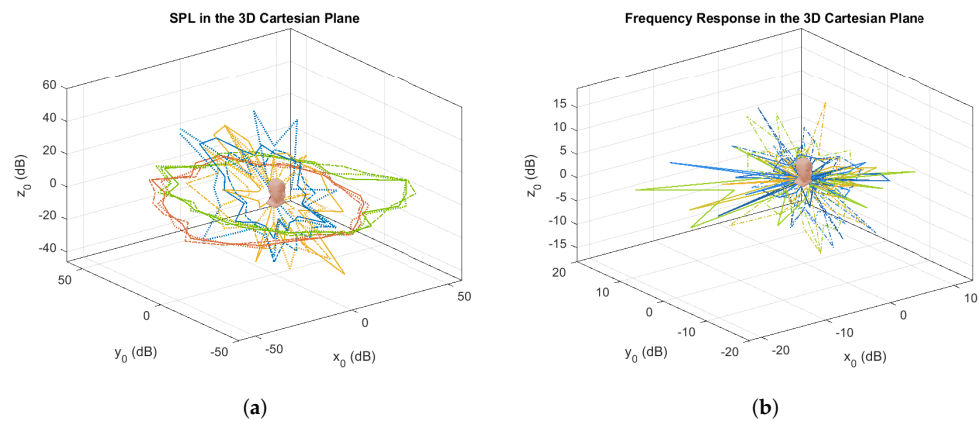 SPL in the 3D Cartesian Plane
60
40
20
0
-20
-40
z0 (dB)
50
0
-50
y0 (dB)
-50
0
50
x0 (dB)
(a)
Frequency Response in the 3D Cartesian Plane
15
10
5
0
-5
-10
-15
z0 (dB)
20
10
0
-10
-20
y0 (dB)
-20
-10
0
10
x0 (dB)
(b)